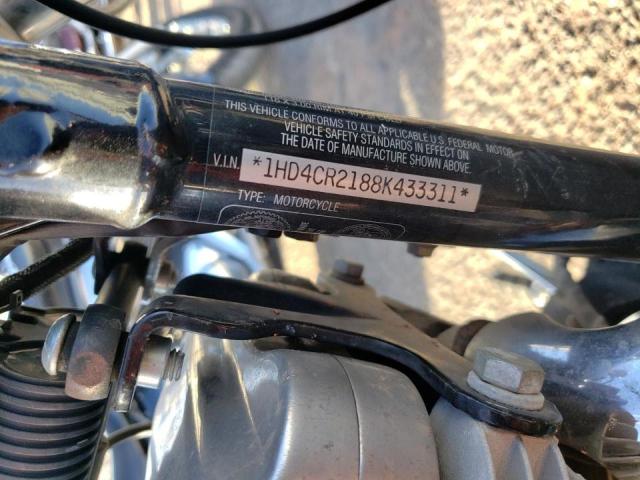 THIS VEHICLE CONFORMS TO ALL APPLICABLE U.S. FEDERAL MOTOR
VEHICLE SAFETY STANDARDS IN EFFECT ON
THE DATE OF MANUFACTURE SHOWN ABOVE.
V.I.N. *1HD4CR2188K433311*
TYPE: MOTORCYCLE